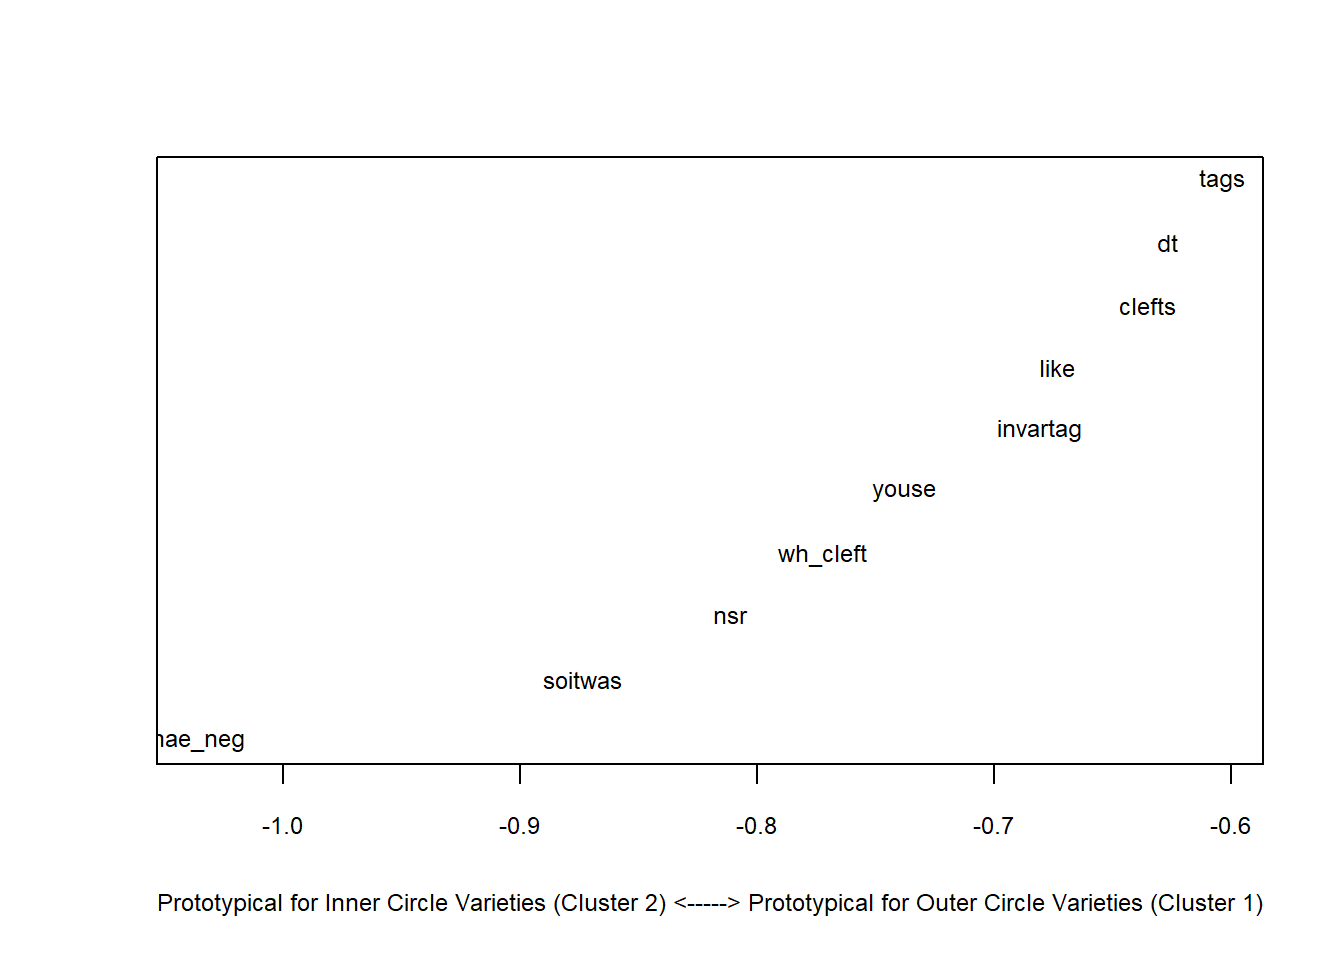 tags
dt
clefts
like
invartag
youse
wh_cleft
nsr
soitwas
-1.0 -0.9 -0.8 -0.7 -0.6
Prototypical for Inner Circle Varieties (Cluster 2) <-----> Prototypical for Outer Circle Varieties (Cluster 1)